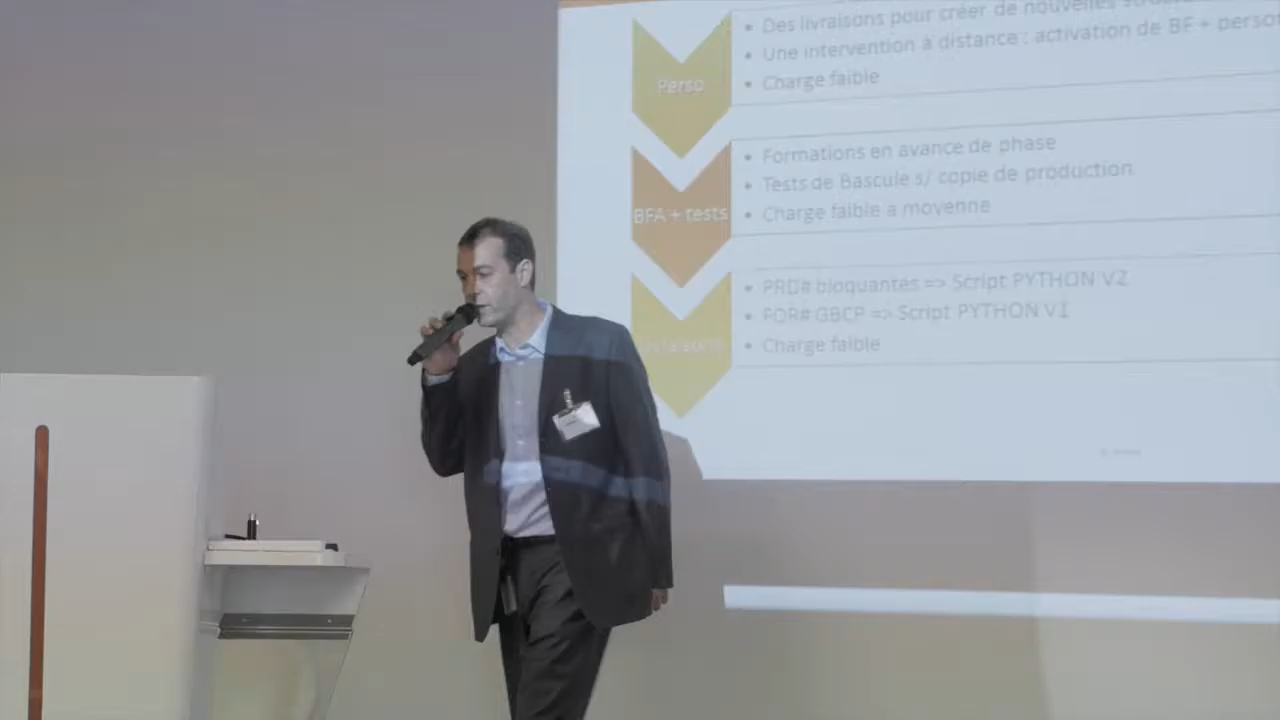 Des livraisons pour créer de nouvelles
Une intervention à distance : activation de BF + perso
Charge faible
Perso
Formations en avance de phase
Tests de Bascule s/ copie de production
Charge faible a moyenne
BFA + tests
PRD# bloquantes => Script PYTHON V2
FDR# GBCP => Script PYTHON V1
Charge faible